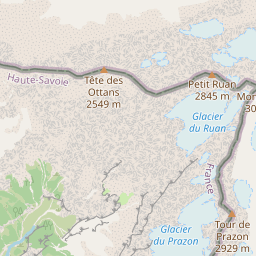 Haute-Savoie
Tête des
Ottans
2549 m
Petit Ruan
2845 m
Glacier
du Ruan
France
Tour de
Prazon
2929 m
Glacier
du Prazon